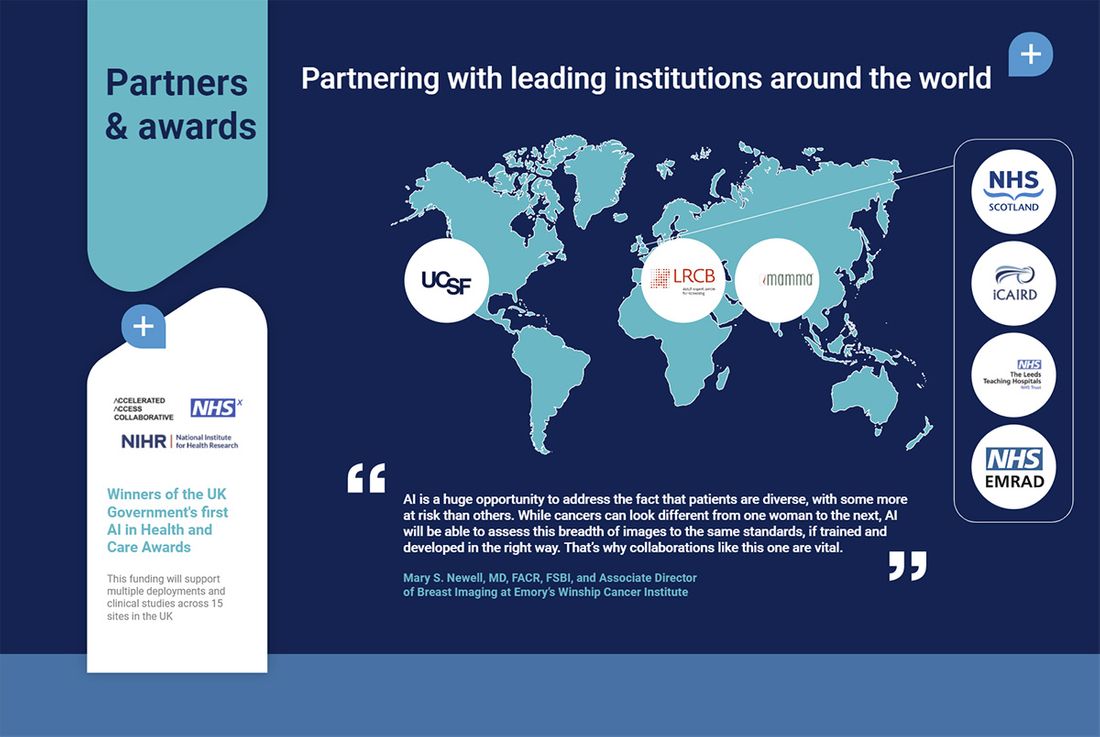 Partners
& awards
Partnering with leading institutions around the world
NHS
SCOTLAND
iCAIRD
NHS
The Leeds
Teaching Hospitals
NHS Trust
NHS
EMRAD
UCSF
LRCB
dutch expert centre
for screening
mamma
ACCELERATED
ACCESS
COLLABORATIVE
NHSX
NIHR | National Institute
for Health Research
Winners of the UK
Government's first
AI in Health and
Care Awards
This funding will support
multiple deployments and
clinical studies across 15
sites in the UK
“
AI is a huge opportunity to address the fact that patients are diverse, with some more
at risk than others. While cancers can look different from one woman to the next, AI
will be able to assess this breadth of images to the same standards, if trained and
developed in the right way. That's why collaborations like this one are vital.
”
Mary S. Newell, MD, FACR, FSBI, and Associate Director
of Breast Imaging at Emory's Winship Cancer Institute